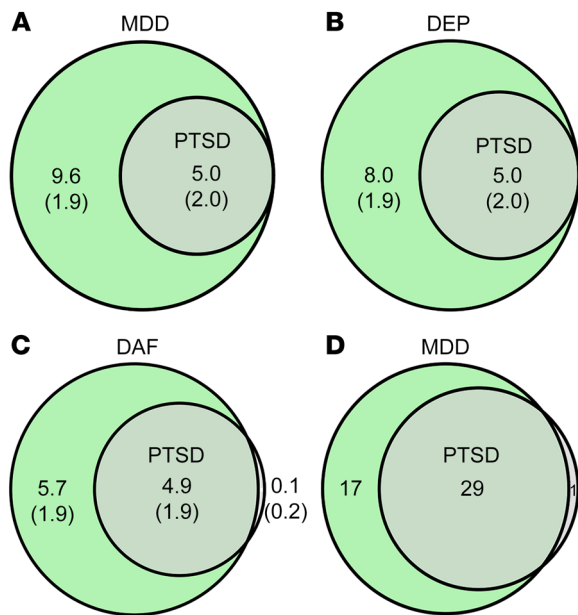 A
MDD
PTSD
9.6
(1.9)
5.0
(2.0)
B
DEP
PTSD
8.0
(1.9)
5.0
(2.0)
C
DAF
PTSD
5.7
(1.9)
4.9
(1.9)
0.1
(0.2)
D
MDD
PTSD
17
29
1